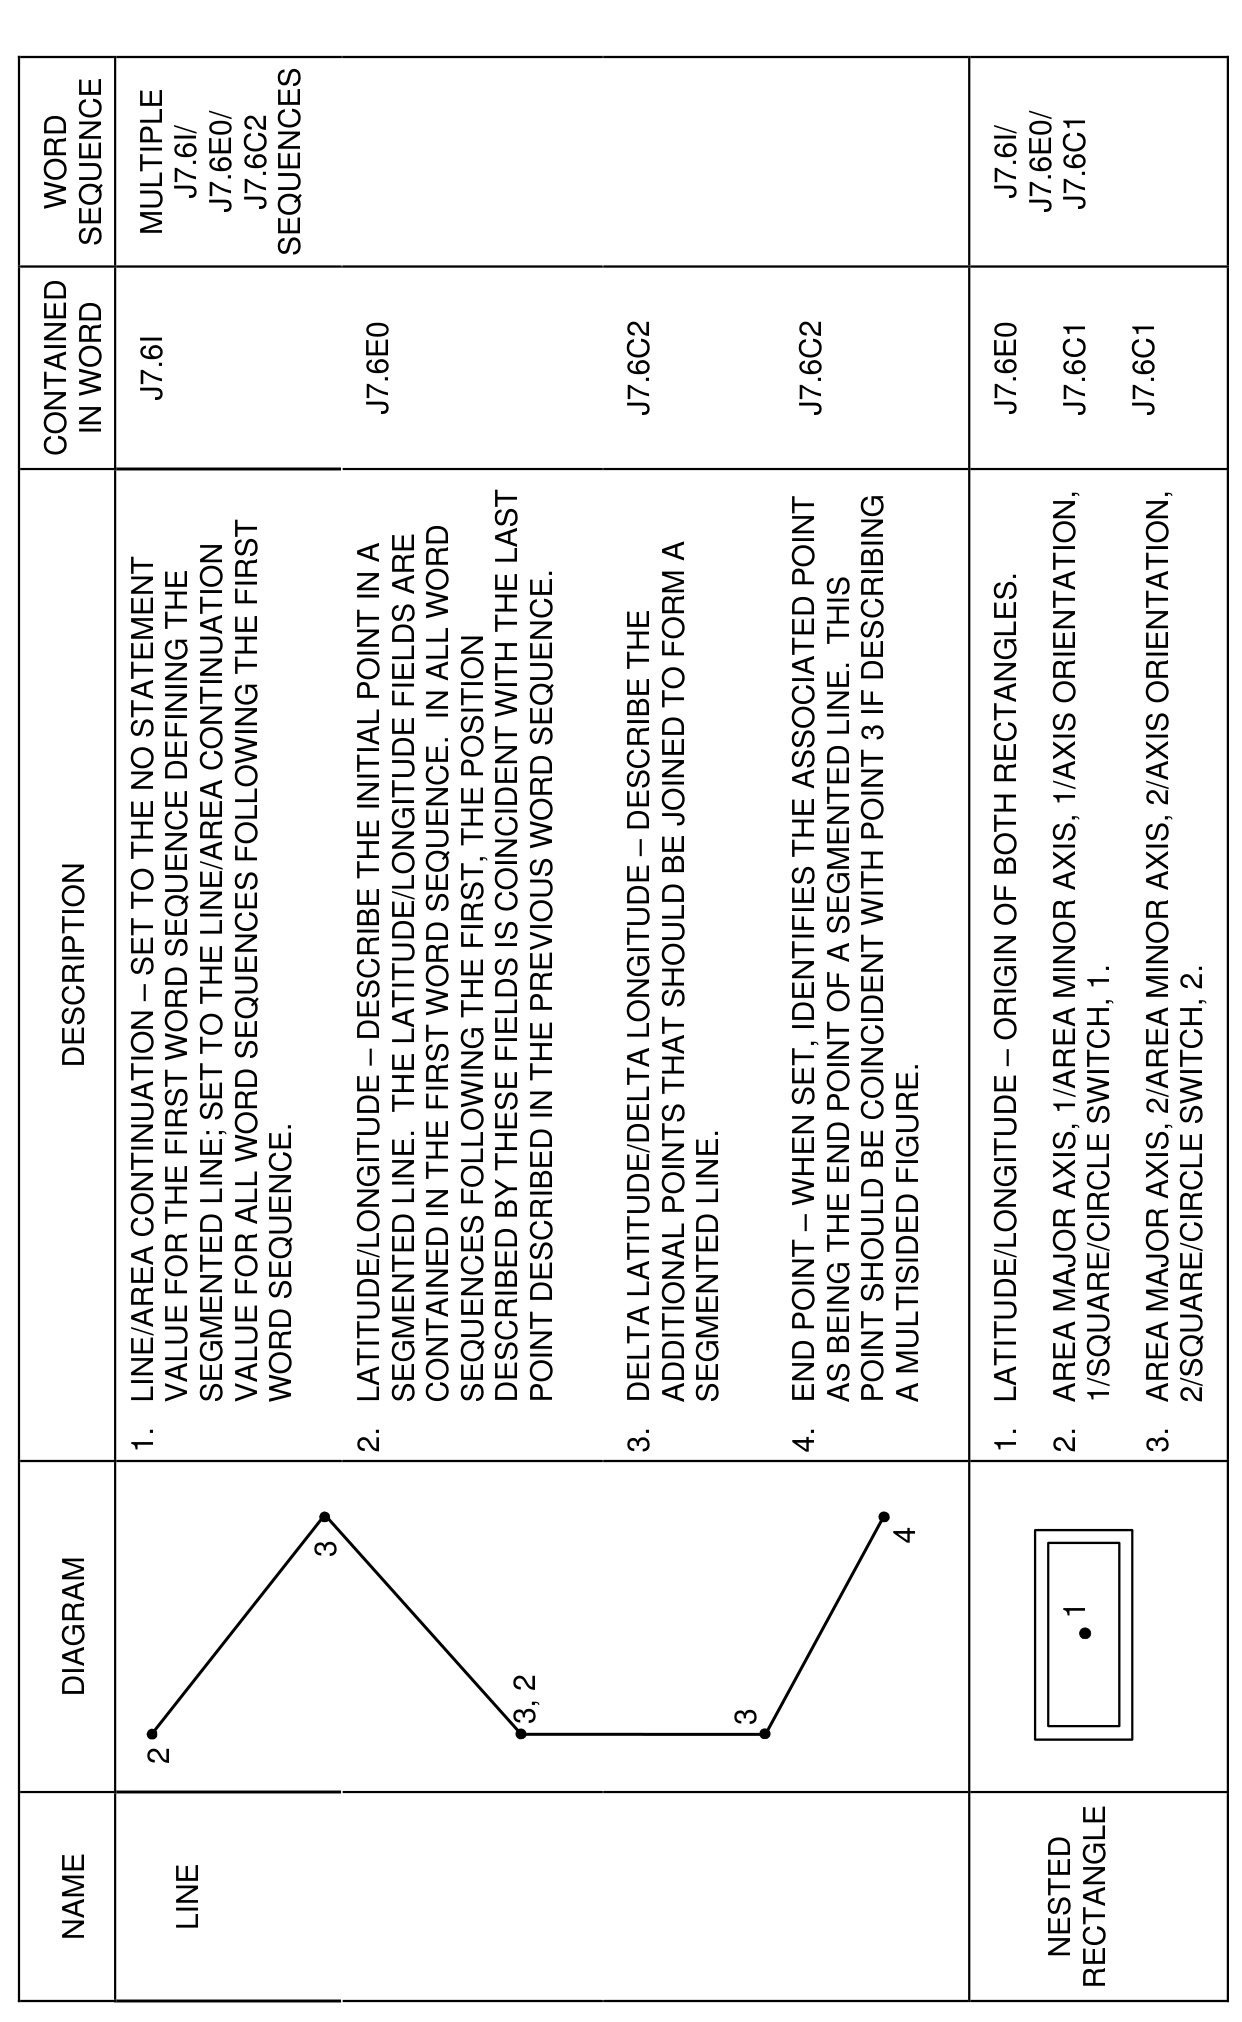 NAME
DIAGRAM
DESCRIPTION
CONTAINED
IN WORD
WORD
SEQUENCE
LINE
2
3
3, 2
3
4
1. LINE/AREA CONTINUATION – SET TO THE NO STATEMENT
VALUE FOR THE FIRST WORD SEQUENCE DEFINING THE
SEGMENTED LINE; SET TO THE LINE/AREA CONTINUATION
VALUE FOR ALL WORD SEQUENCES FOLLOWING THE FIRST
WORD SEQUENCE.
J7.6I
MULTIPLE
J7.6I/
J7.6E0/
J7.6C2
SEQUENCES
2. LATITUDE/LONGITUDE – DESCRIBE THE INITIAL POINT IN A
SEGMENTED LINE.  THE LATITUDE/LONGITUDE FIELDS ARE
CONTAINED IN THE FIRST WORD SEQUENCE.  IN ALL WORD
SEQUENCES FOLLOWING THE FIRST, THE POSITION
DESCRIBED BY THESE FIELDS IS COINCIDENT WITH THE LAST
POINT DESCRIBED IN THE PREVIOUS WORD SEQUENCE.
J7.6E0
3. DELTA LATITUDE/DELTA LONGITUDE – DESCRIBE THE
ADDITIONAL POINTS THAT SHOULD BE JOINED TO FORM A
SEGMENTED LINE.
J7.6C2
4. END POINT – WHEN SET, IDENTIFIES THE ASSOCIATED POINT
AS BEING THE END POINT OF A SEGMENTED LINE.  THIS
POINT SHOULD BE COINCIDENT WITH POINT 3 IF DESCRIBING
A MULTISIDED FIGURE.
J7.6C2
NESTED
RECTANGLE
1
1. LATITUDE/LONGITUDE – ORIGIN OF BOTH RECTANGLES.
J7.6E0
J7.6I/
J7.6E0/
J7.6C1
2. AREA MAJOR AXIS, 1/AREA MINOR AXIS, 1/AXIS ORIENTATION,
1/SQUARE/CIRCLE SWITCH, 1.
J7.6C1
3. AREA MAJOR AXIS, 2/AREA MINOR AXIS, 2/AXIS ORIENTATION,
2/SQUARE/CIRCLE SWITCH, 2.
J7.6C1